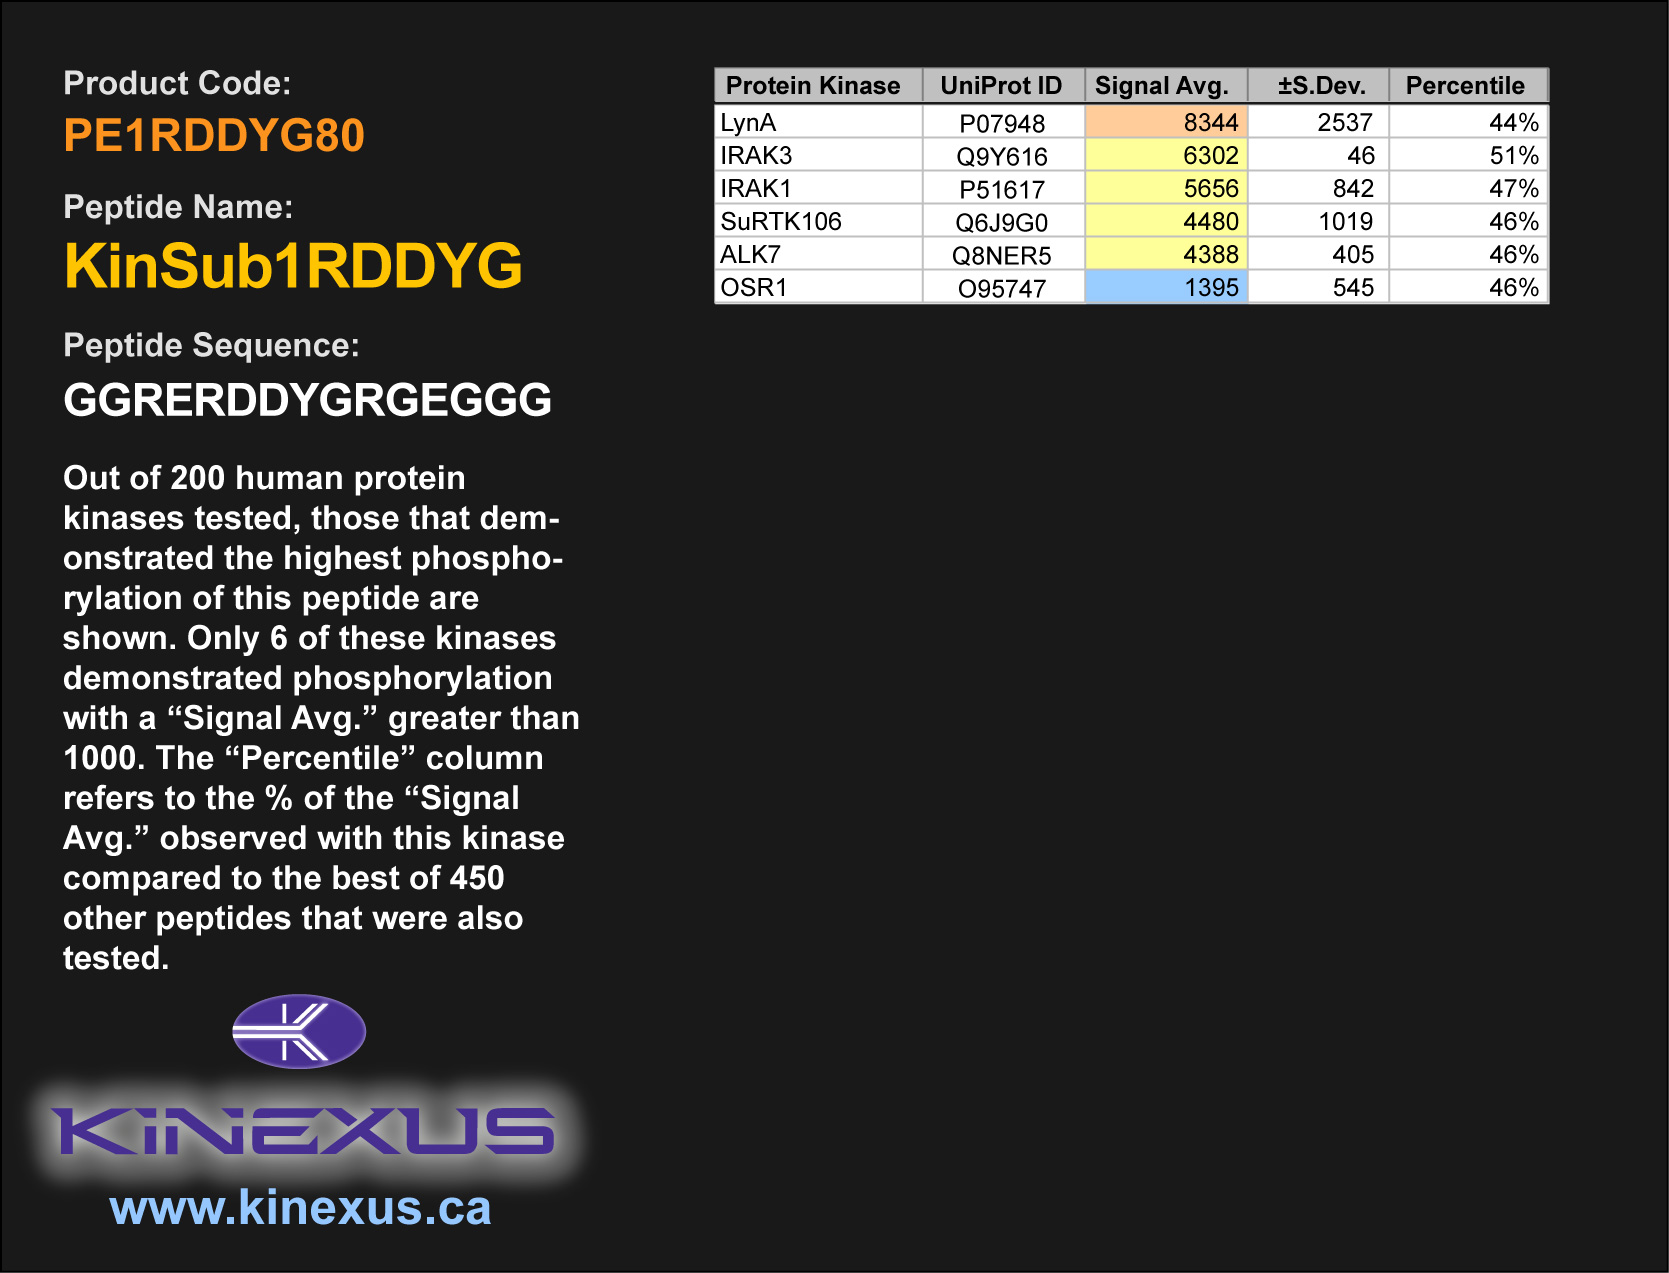 Product Code:
PE1RDDYG80
Peptide Name:
KinSub1RDDYG
Peptide Sequence:
GGRERDDYGRGEGGG
Out of 200 human protein
kinases tested, those that dem-
onstrated the highest phospho-
rylation of this peptide are
shown. Only 6 of these kinases
demonstrated phosphorylation
with a “Signal Avg.” greater than
1000. The “Percentile” column
refers to the % of the “Signal
Avg.” observed with this kinase
compared to the best of 450
other peptides that were also
tested.
KiNEXUS
www.kinexus.ca
Protein Kinase UniProt ID Signal Avg. ±S.Dev. Percentile
LynA P07948 8344 2537 44%
IRAK3 Q9Y616 6302 46 51%
IRAK1 P51617 5656 842 47%
SuRTK106 Q6J9G0 4480 1019 46%
ALK7 Q8NER5 4388 405 46%
OSR1 O95747 1395 545 46%